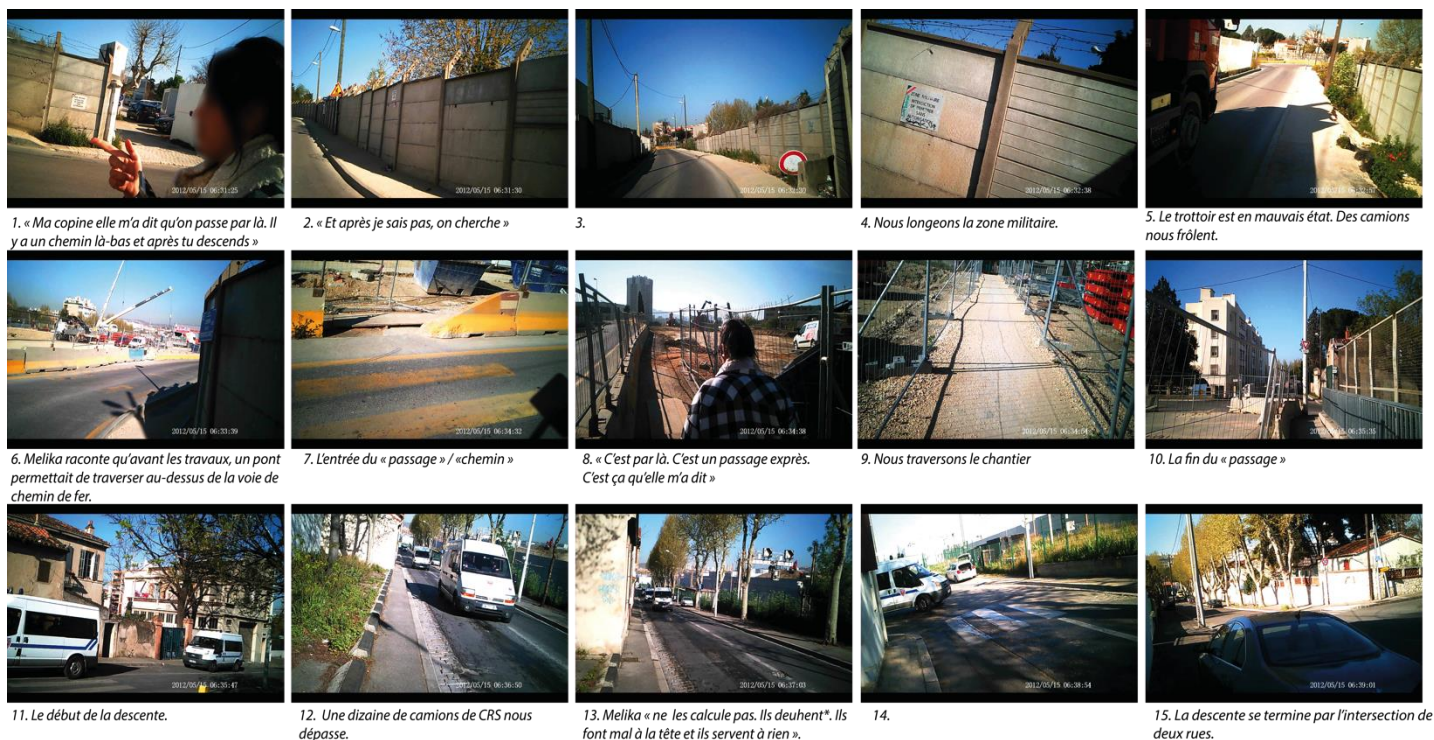 2012/05/15 06:31:25
2012/05/15 06:31:30
ZONE MILITAIRE
INTERDICTION
DE PENETRER
SANS
AUTORISATION
2012/05/15 06:32:38
1. « Ma copine elle m'a dit qu'on passe par là. Il
y a un chemin là-bas et après tu descends »
2. « Et après je sais pas, on cherche »
3.
4. Nous longeons la zone militaire.
5. Le trottoir est en mauvais état. Des camions
nous frôlent.
2012/05/15 06:33:39
2012/05/15 06:34:32
2012/05/15 06:34:38
2012/05/15 06:35:35
6. Melika raconte qu'avant les travaux, un pont
permettait de traverser au-dessus de la voie de
chemin de fer.
7. L'entrée du « passage » / «chemin »
8. « C'est par là. C'est un passage exprès.
C'est ça qu'elle m'a dit »
9. Nous traversons le chantier
10. La fin du « passage »
2012/05/15 06:35:47
2012/05/15 06:36:50
2012/05/15 06:37:03
2012/05/15 06:38:54
2012/05/15 06:39:01
11. Le début de la descente.
12. Une dizaine de camions de CRS nous
dépasse.
13. Melika « ne les calcule pas. Ils deuhent*. Ils
font mal à la tête et ils servent à rien ».
14.
15. La descente se termine par l'intersection de
deux rues.